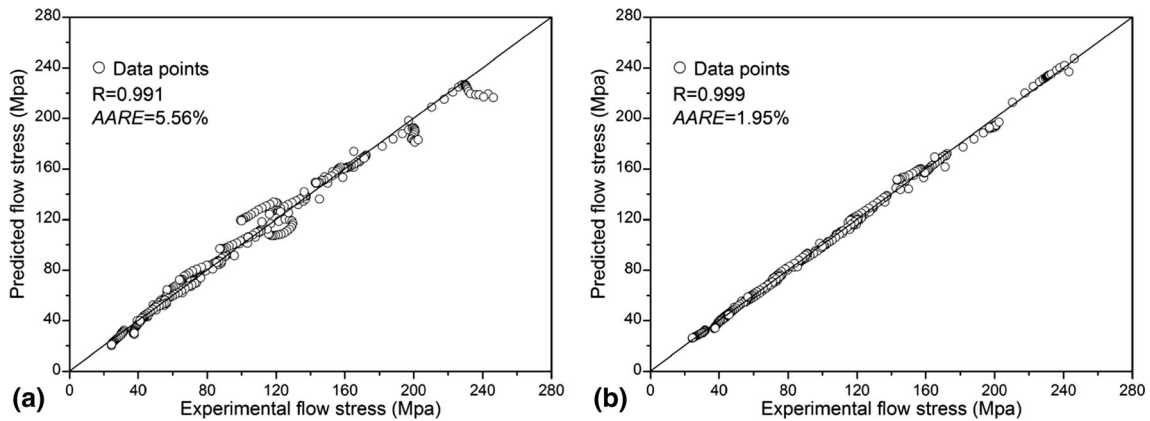 280
240
200
160
120
80
40
0
Predicted flow stress (Mpa)
Data points
R=0.991
AARE=5.56%
0 40 80 120 160 200 240 280
Experimental flow stress (Mpa)
(a)
280
240
200
160
120
80
40
0
Predicted flow stress (Mpa)
Data points
R=0.999
AARE=1.95%
0 40 80 120 160 200 240 280
Experimental flow stress (Mpa)
(b)